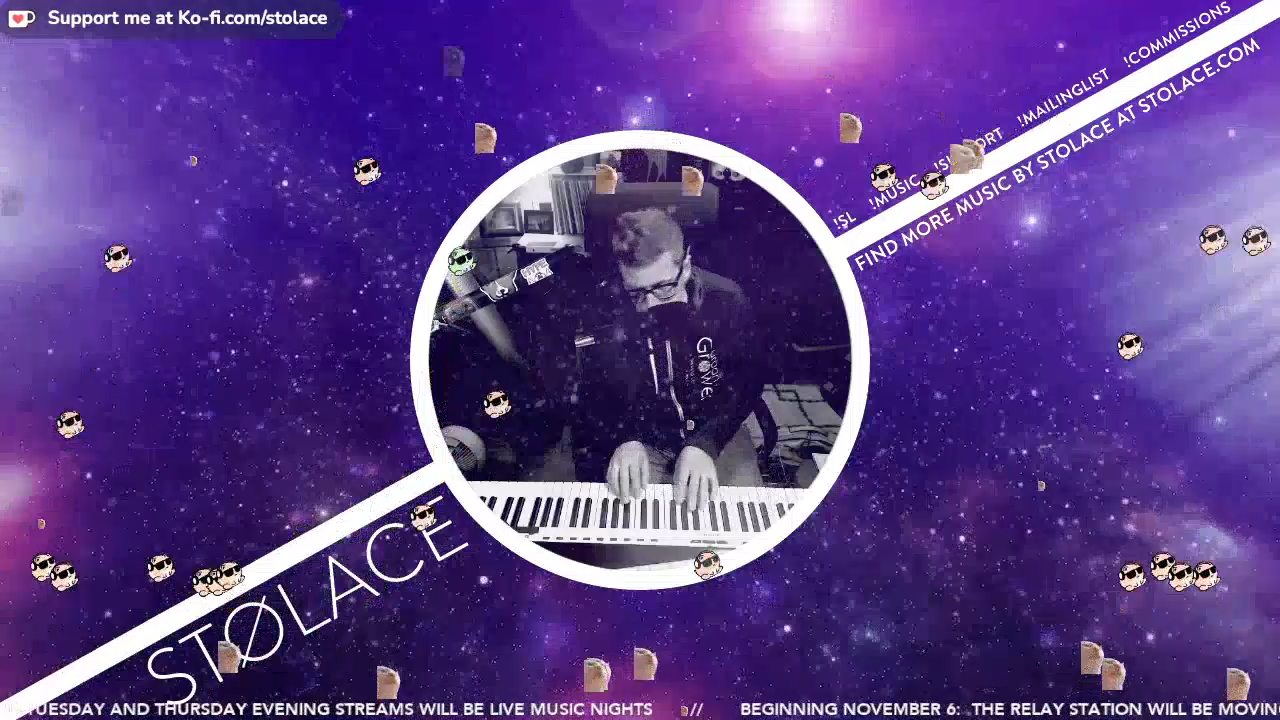 Support me at Ko-fi.com/stolace
!SL !MUSIC !MAILINGLIST !COMMISSIONS
FIND MORE MUSIC BY STOLACE AT STOLACE.COM
STØLACE
TUESDAY AND THURSDAY EVENING STREAMS WILL BE LIVE MUSIC NIGHTS // BEGINNING NOVEMBER 6: THE RELAY STATION WILL BE MOVING